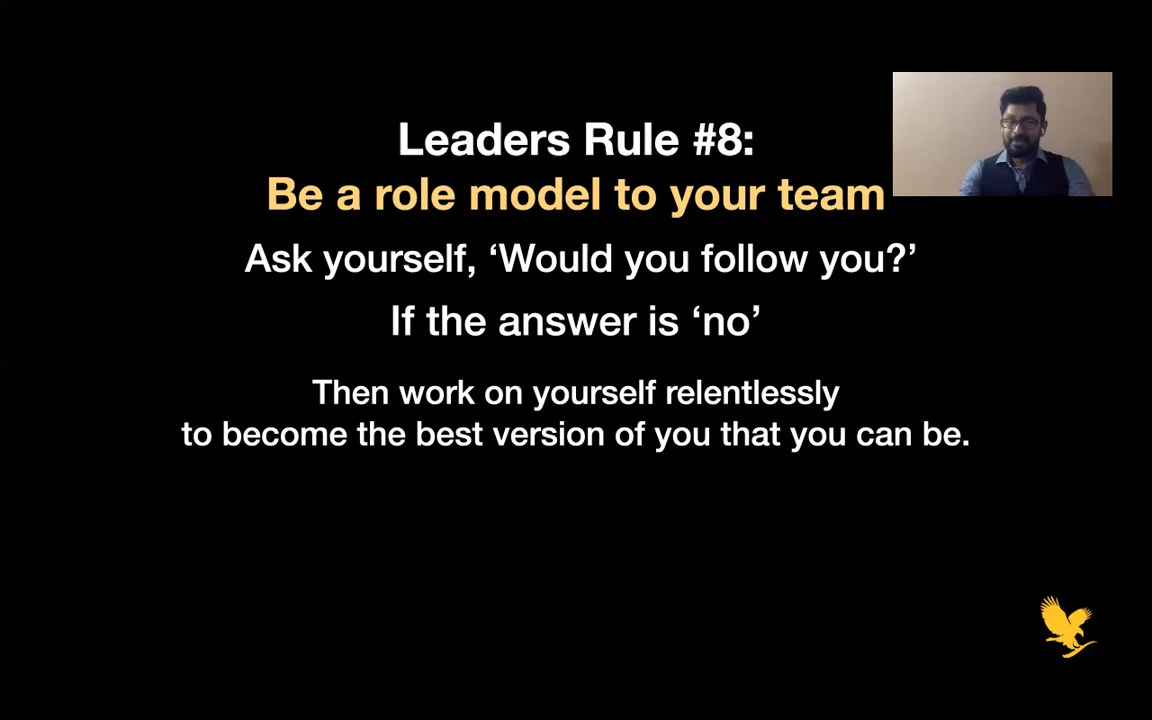 Leaders Rule #8:
Be a role model to your team
Ask yourself, ‘Would you follow you?’
If the answer is ‘no’
Then work on yourself relentlessly
to become the best version of you that you can be.